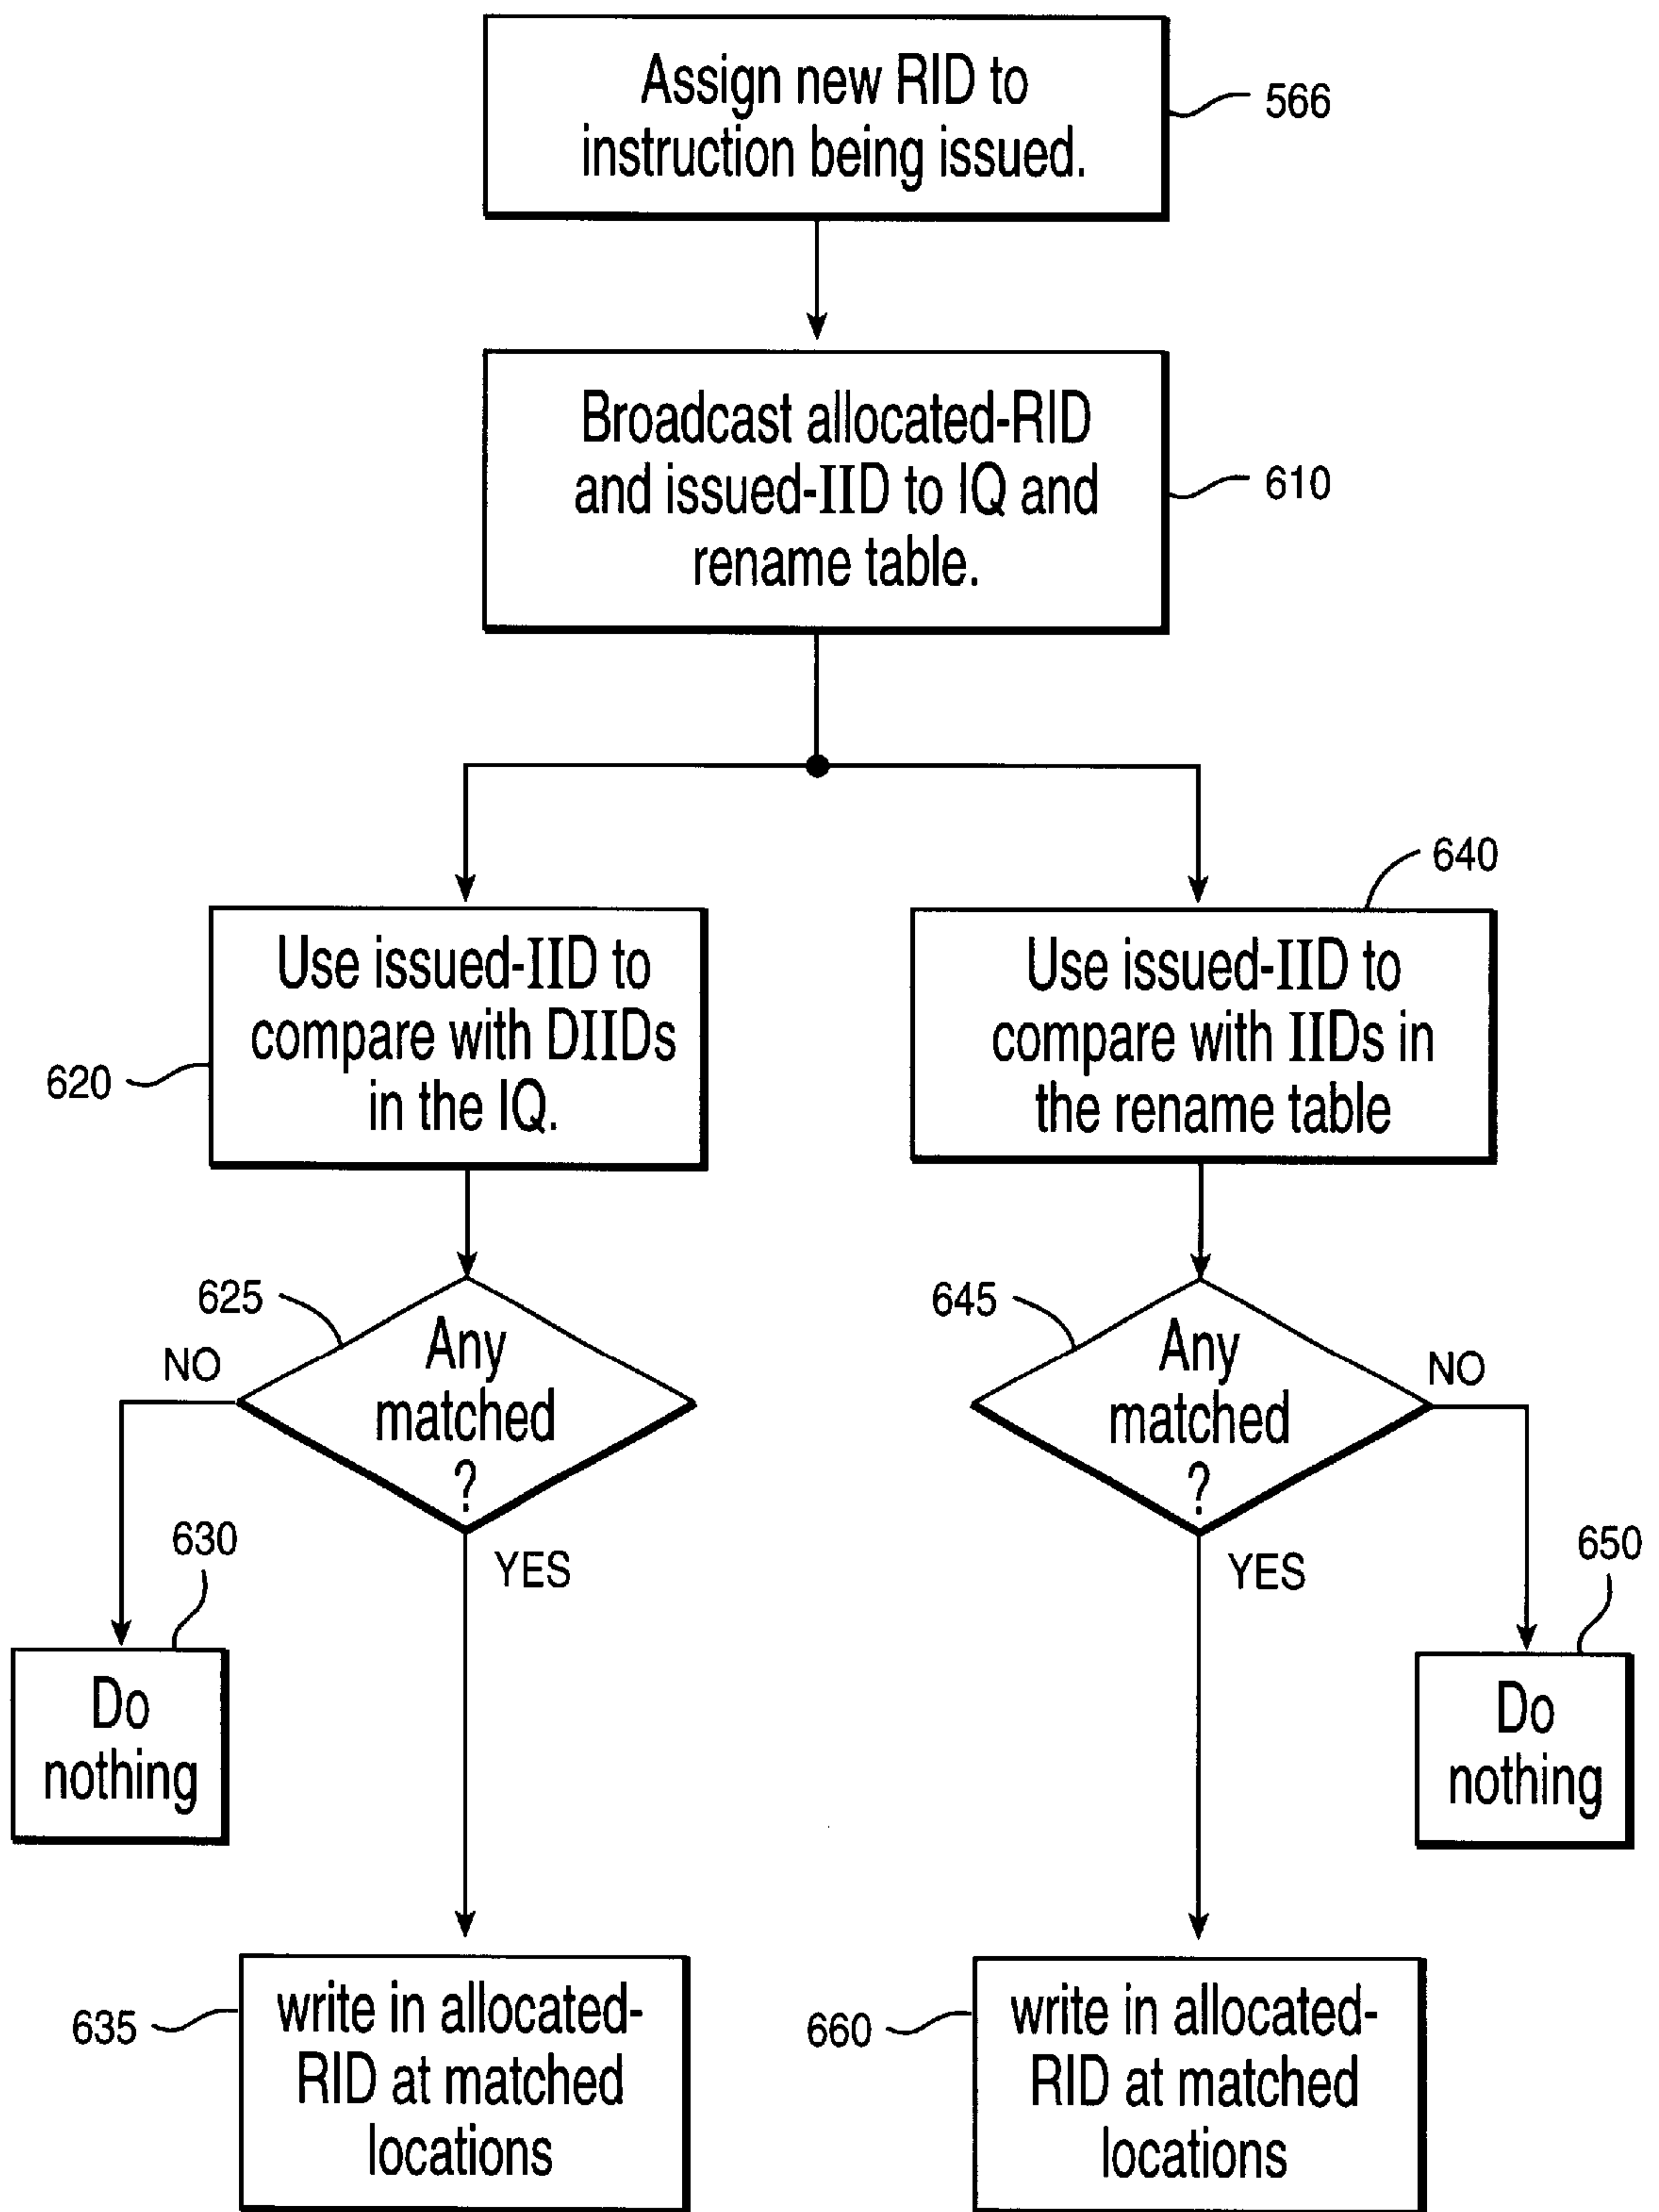 Assign new RID to
instruction being issued.
566
Broadcast allocated-RID
and issued-IID to IQ and
rename table.
610
640
Use issued-IID to
compare with DIIDs
in the IQ.
620
Use issued-IID to
compare with IIDs in
the rename table
625
NO
Any
matched
?
YES
645
Any
matched
?
NO
YES
630
Do
nothing
650
Do
nothing
635
write in allocated-
RID at matched
locations
660
write in allocated-
RID at matched
locations